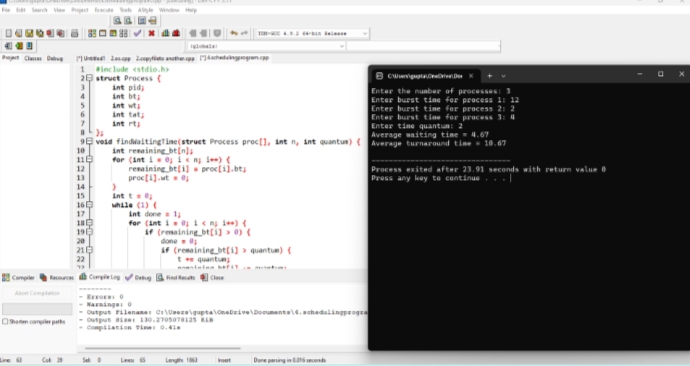 File Edit Search View Project Execute Tools AStyle Window Help
TDM-GCC 4.9.2 64-bit Release
(globals)
Project Classes Debug
[*] Untitled1 2.os.cpp 2.copyfileto another.cpp [*] 4.schedulingprogram.cpp
1 #include <stdio.h>
2 struct Process {
3 int pid;
4 int bt;
5 int wt;
6 int tat;
7 int rt;
8 };
9 void findWaitingTime(struct Process proc[], int n, int quantum) {
10 int remaining_bt[n];
11 for (int i = 0; i < n; i++) {
12 remaining_bt[i] = proc[i].bt;
13 proc[i].wt = 0;
14 }
15 int t = 0;
16 while (1) {
17 int done = 1;
18 for (int i = 0; i < n; i++) {
19 if (remaining_bt[i] > 0) {
20 done = 0;
21 if (remaining_bt[i] > quantum) {
22 t += quantum;
C:\Users\gupta\OneDrive\Doc
Enter the number of processes: 3
Enter burst time for process 1: 12
Enter burst time for process 2: 2
Enter burst time for process 3: 4
Enter time quantum: 2
Average waiting time = 4.67
Average turnaround time = 10.67
--------------------------------
Process exited after 23.91 seconds with return value 0
Press any key to continue . . .
Compiler Resources Compile Log Debug Find Results Close
Abort Compilation
Shorten compiler paths
--------
- Errors: 0
- Warnings: 0
- Output Filename: C:\Users\gupta\OneDrive\Documents\4.schedulingprogra
- Output Size: 130.2705078125 KiB
- Compilation Time: 0.41s
Line: 63 Col: 39 Sel: 0 Lines: 65 Length: 1863 Insert Done parsing in 0.016 seconds